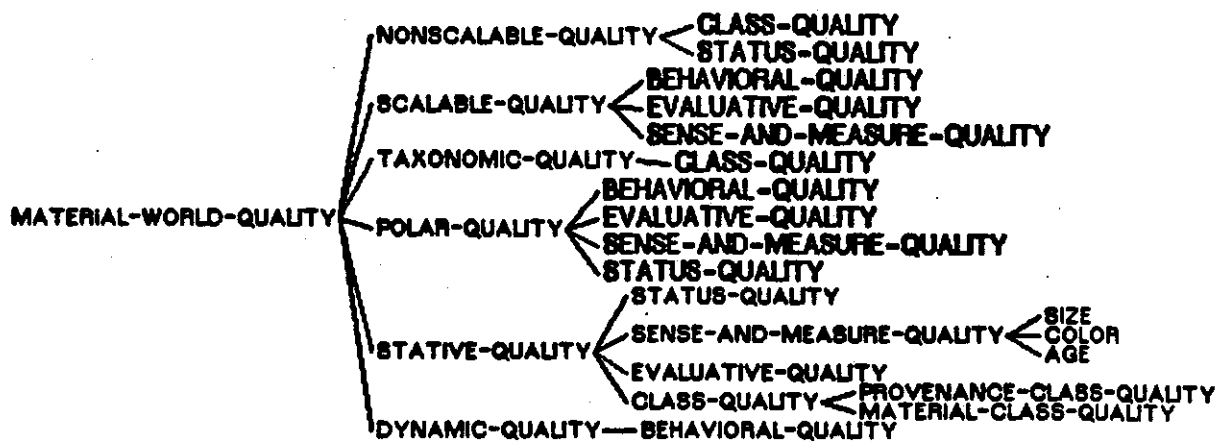 CLASS-QUALITY
NONSCALABLE-QUALITY
STATUS-QUALITY
BEHAVIORAL-QUALITY
SCALABLE-QUALITY EVALUATIVE-QUALITY
SENSE-AND-MEASURE-QUALITY
TAXONOMIC-QUALITY CLASS-QUALITY
BEHAVIORAL-QUALITY
MATERIAL-WORLD-QUALITY EVALUATIVE-QUALITY
POLAR-QUALITY
SENSE-AND-MEASURE-QUALITY
STATUS-QUALITY
STATUS-QUALITY
SIZE
SENSE-AND-MEASURE-QUALITY COLOR
STATIVE-QUALITY AGE
EVALUATIVE-QUALITY
PROVENANCE-CLASS-QUALITY
CLASS-QUALITY
MATERIAL-CLASS-QUALITY
DYNAMIC-QUALITY BEHAVIORAL-QUALITY